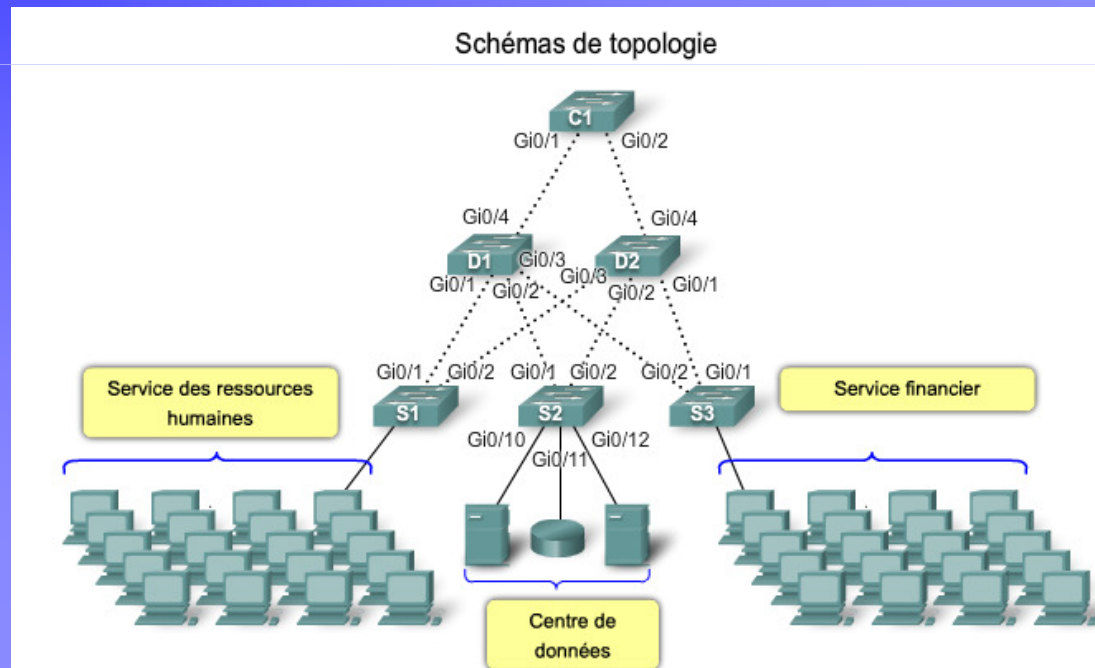 Schémas de topologie
C1
Gi0/1
Gi0/2
Gi0/4
Gi0/4
D1
Gi0/3
D2
Gi0/3
Gi0/1
Gi0/2
Gi0/2
Gi0/1
Gi0/1
Gi0/2
Gi0/1
Gi0/2
Gi0/2
Gi0/1
Service des ressources
humaines
Service financier
S1
S2
S3
Gi0/10
Gi0/11
Gi0/12
Centre de
données